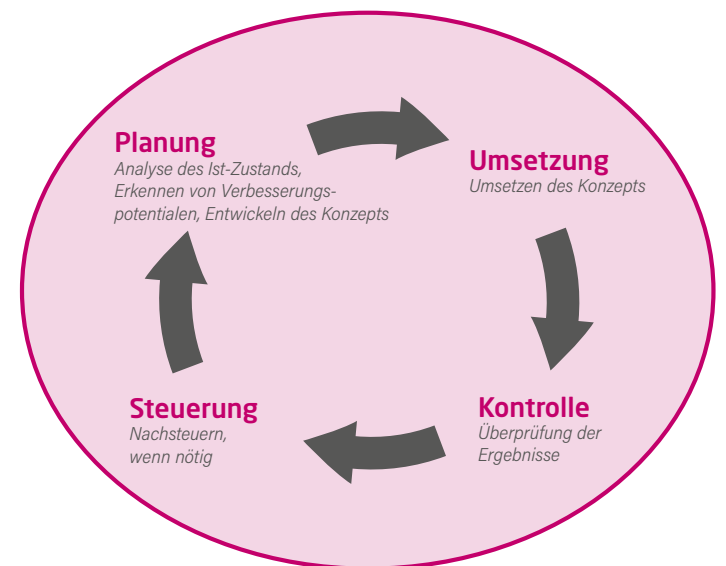 Planung
Analyse des Ist-Zustands,
Erkennen von Verbesserungs-
potentialen, Entwickeln des Konzepts
Umsetzung
Umsetzen des Konzepts
Kontrolle
Überprüfung der
Ergebnisse
Steuerung
Nachsteuern,
wenn nötig